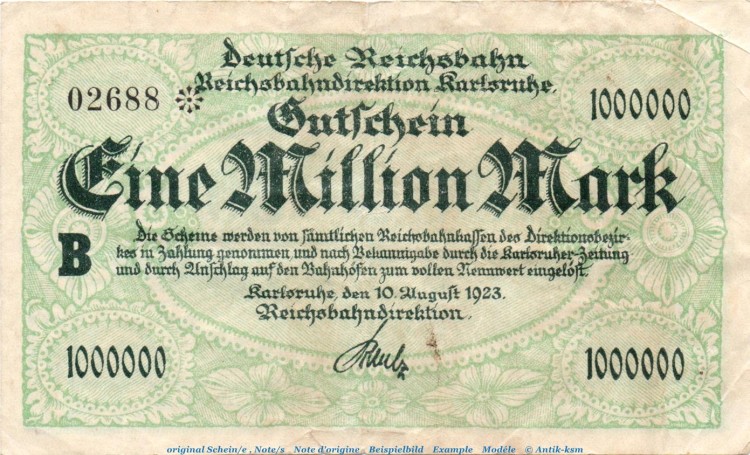 Deutsche Reichsbahn
Reichsbahndirektion Karlsruhe.
02688 ※
1000000
Gutschein
Eine Million Mark
B
Die Scheine werden von sämtlichen Reichsbahnkassen des Direktionsbezir-
kes in Zahlung genommen und nach Bekanntgabe durch die Karlsruher Zeitung
und durch Anschlag auf den Bahnhöfen zum vollen Nennwert eingelöst.
Karlsruhe, den 10. August 1923.
Reichsbahndirektion.
1000000
1000000
original Schein/e , Note/s   Note d'origine   Beispielbild   Example   Modéle   © Antik-ksm